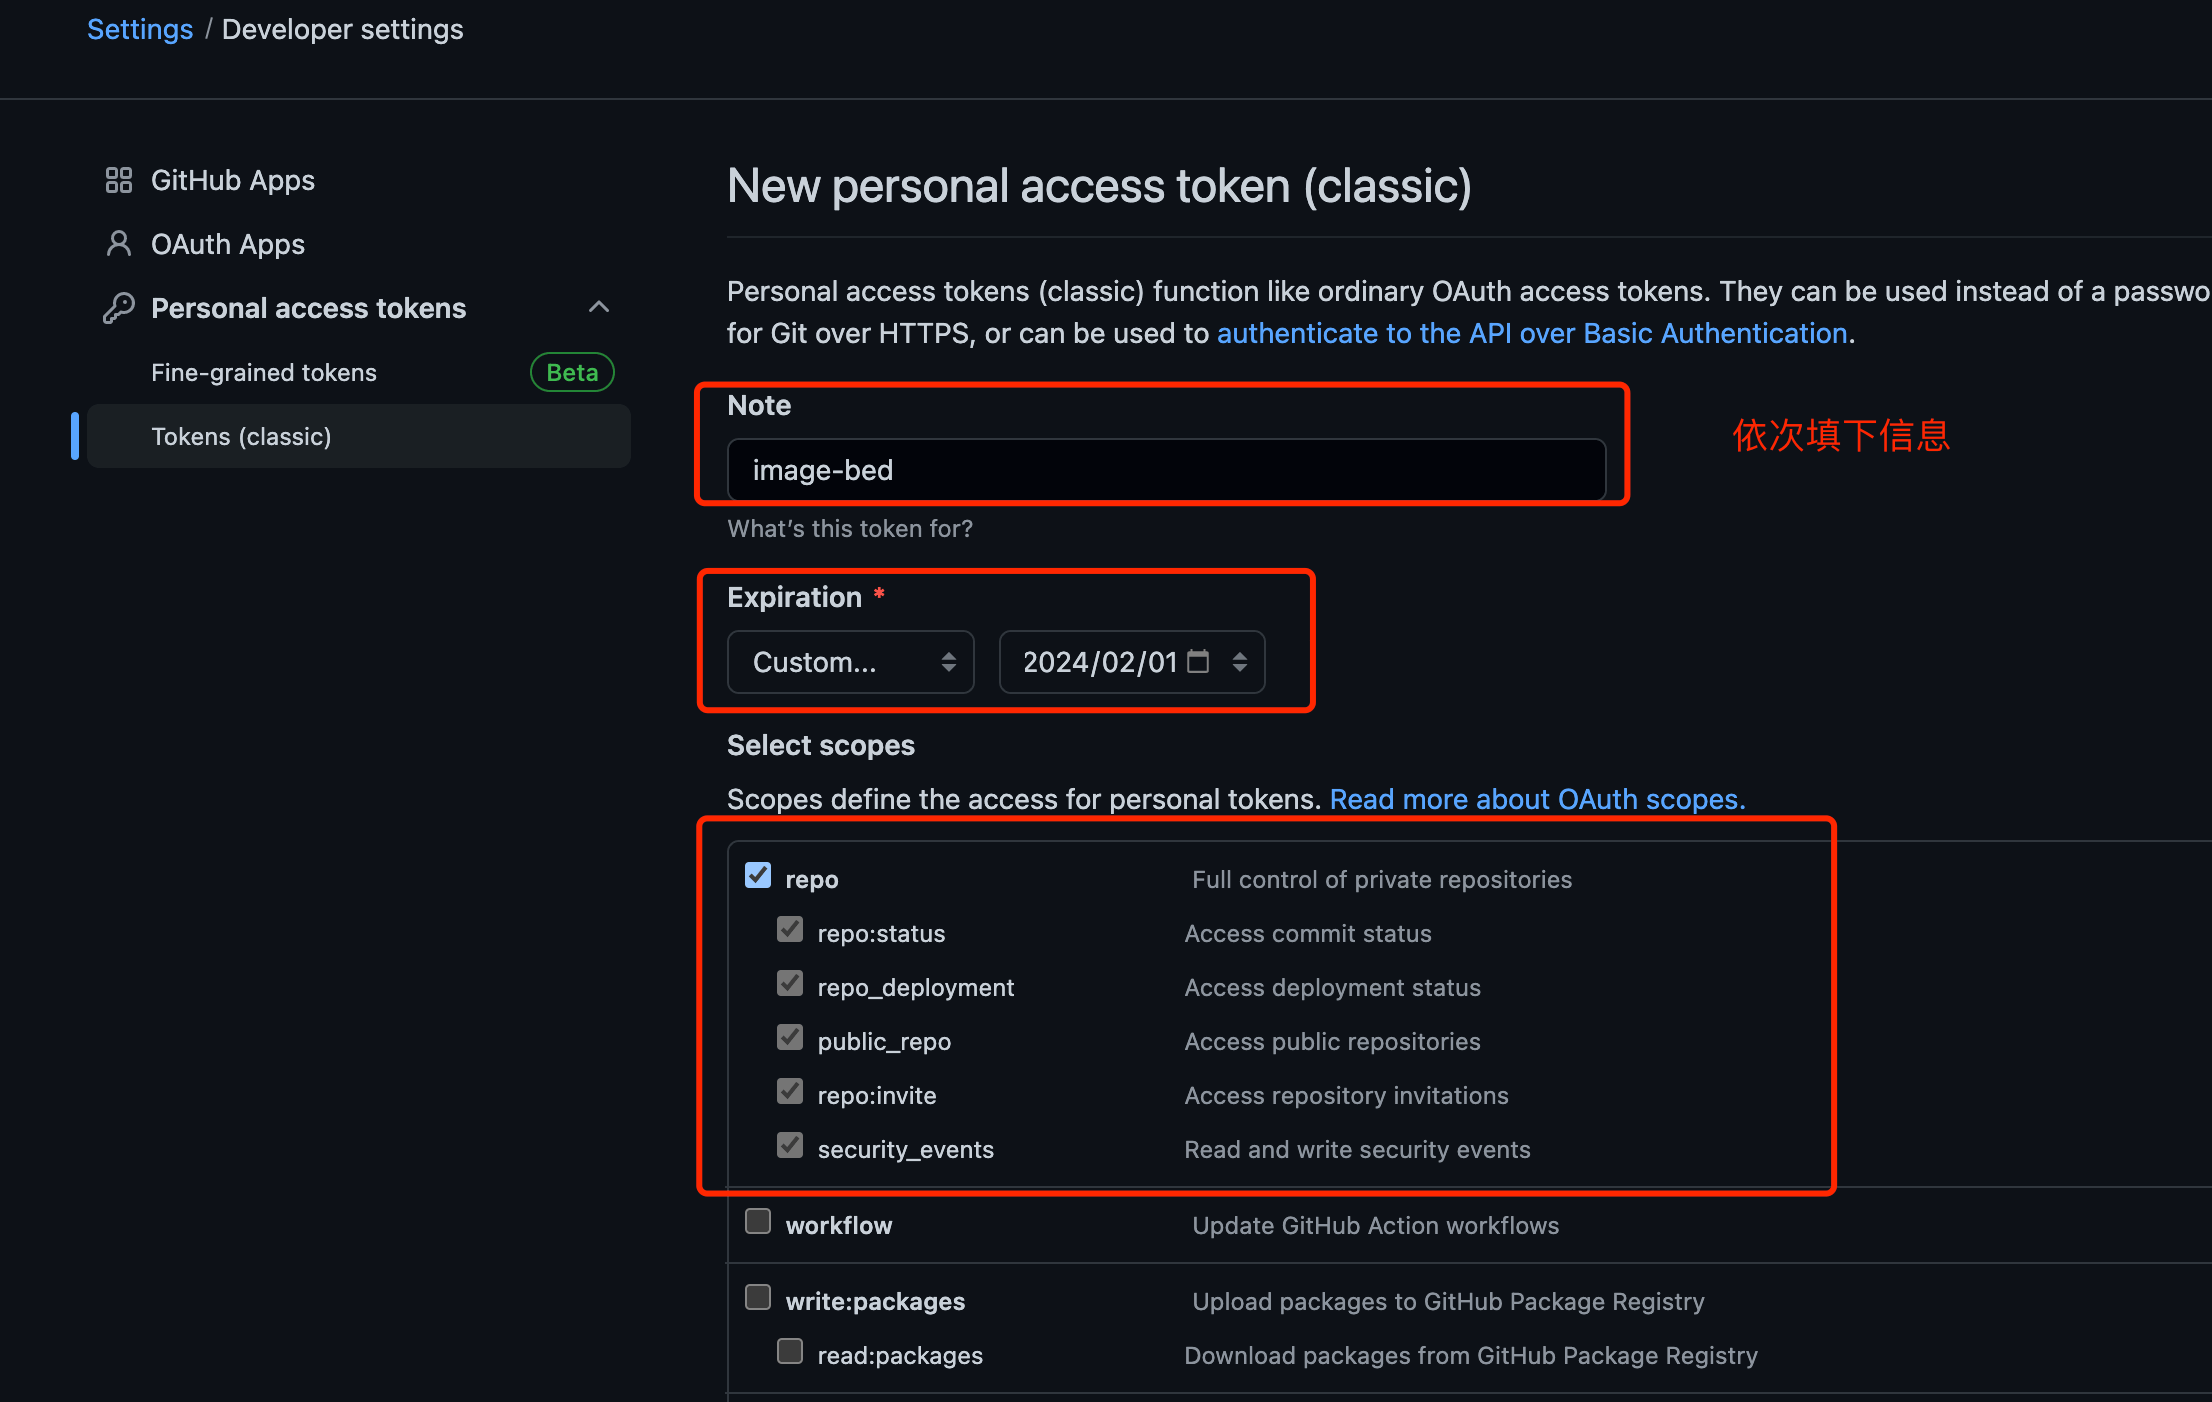 Settings / Developer settings
GitHub Apps
OAuth Apps
Personal access tokens
Fine-grained tokens Beta
Tokens (classic)
New personal access token (classic)
Personal access tokens (classic) function like ordinary OAuth access tokens. They can be used instead of a passwo
for Git over HTTPS, or can be used to authenticate to the API over Basic Authentication.
Note
image-bed
依次填下信息
What's this token for?
Expiration *
Custom... 2024/02/01
Select scopes
Scopes define the access for personal tokens. Read more about OAuth scopes.
repo Full control of private repositories
repo:status Access commit status
repo_deployment Access deployment status
public_repo Access public repositories
repo:invite Access repository invitations
security_events Read and write security events
workflow Update GitHub Action workflows
write:packages Upload packages to GitHub Package Registry
read:packages Download packages from GitHub Package Registry